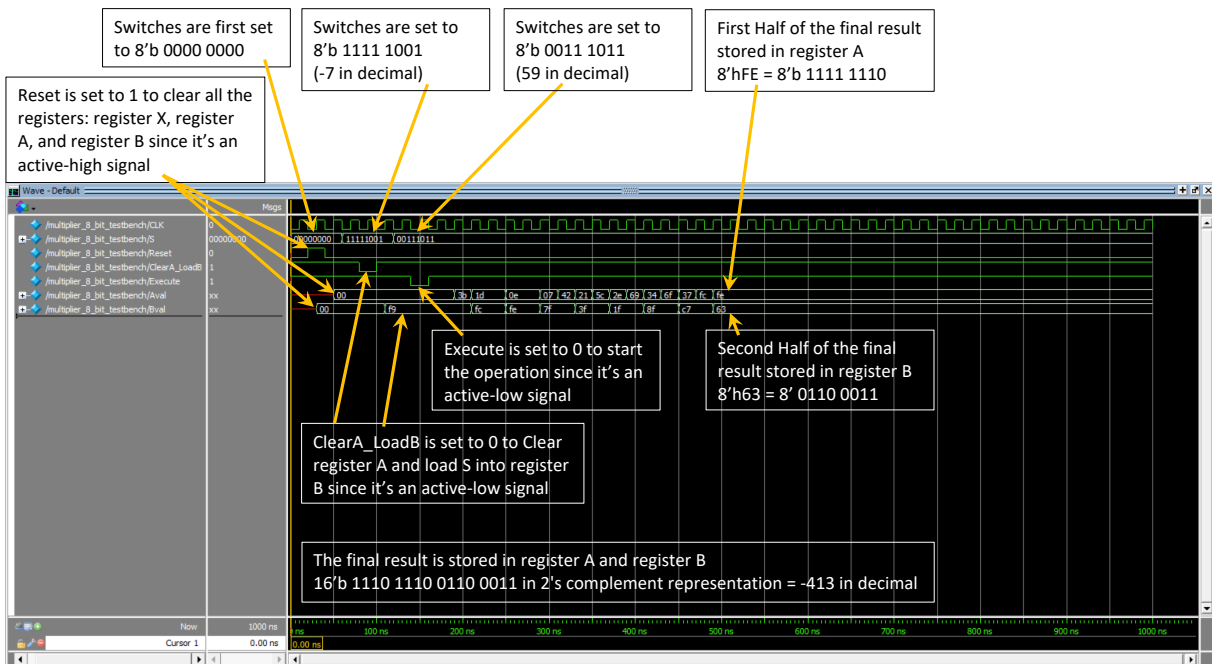 Switches are first set
to 8'b 0000 0000
Switches are set to
8'b 1111 1001
(-7 in decimal)
Switches are set to
8'b 0011 1011
(59 in decimal)
First Half of the final result
stored in register A
8'hFE = 8'b 1111 1110
Reset is set to 1 to clear all the
registers: register X, register
A, and register B since it's an
active-high signal
Wave - Default
Msgs
/multiplier_8_bit_testbench/CLK 0
/multiplier_8_bit_testbench/S 00000000 00000000 11111001 00111011
/multiplier_8_bit_testbench/Reset 0
/multiplier_8_bit_testbench/ClearA_LoadB 1
/multiplier_8_bit_testbench/Execute 1
/multiplier_8_bit_testbench/Aval xx 00 3b 1d 0e 07 42 21 5c 2e 69 34 6f 37 fc fe
/multiplier_8_bit_testbench/Bval xx 00 f9 fc fe 7f 3f 1f 8f c7 63
Execute is set to 0 to start
the operation since it's an
active-low signal
Second Half of the final
result stored in register B
8'h63 = 8' 0110 0011
ClearA_LoadB is set to 0 to Clear
register A and load S into register
B since it's an active-low signal
The final result is stored in register A and register B
16'b 1110 1110 0110 0011 in 2's complement representation = -413 in decimal
Now 1000 ns ns 100 ns 200 ns 300 ns 400 ns 500 ns 600 ns 700 ns 800 ns 900 ns 1000 ns
Cursor 1 0.00 ns 0.00 ns